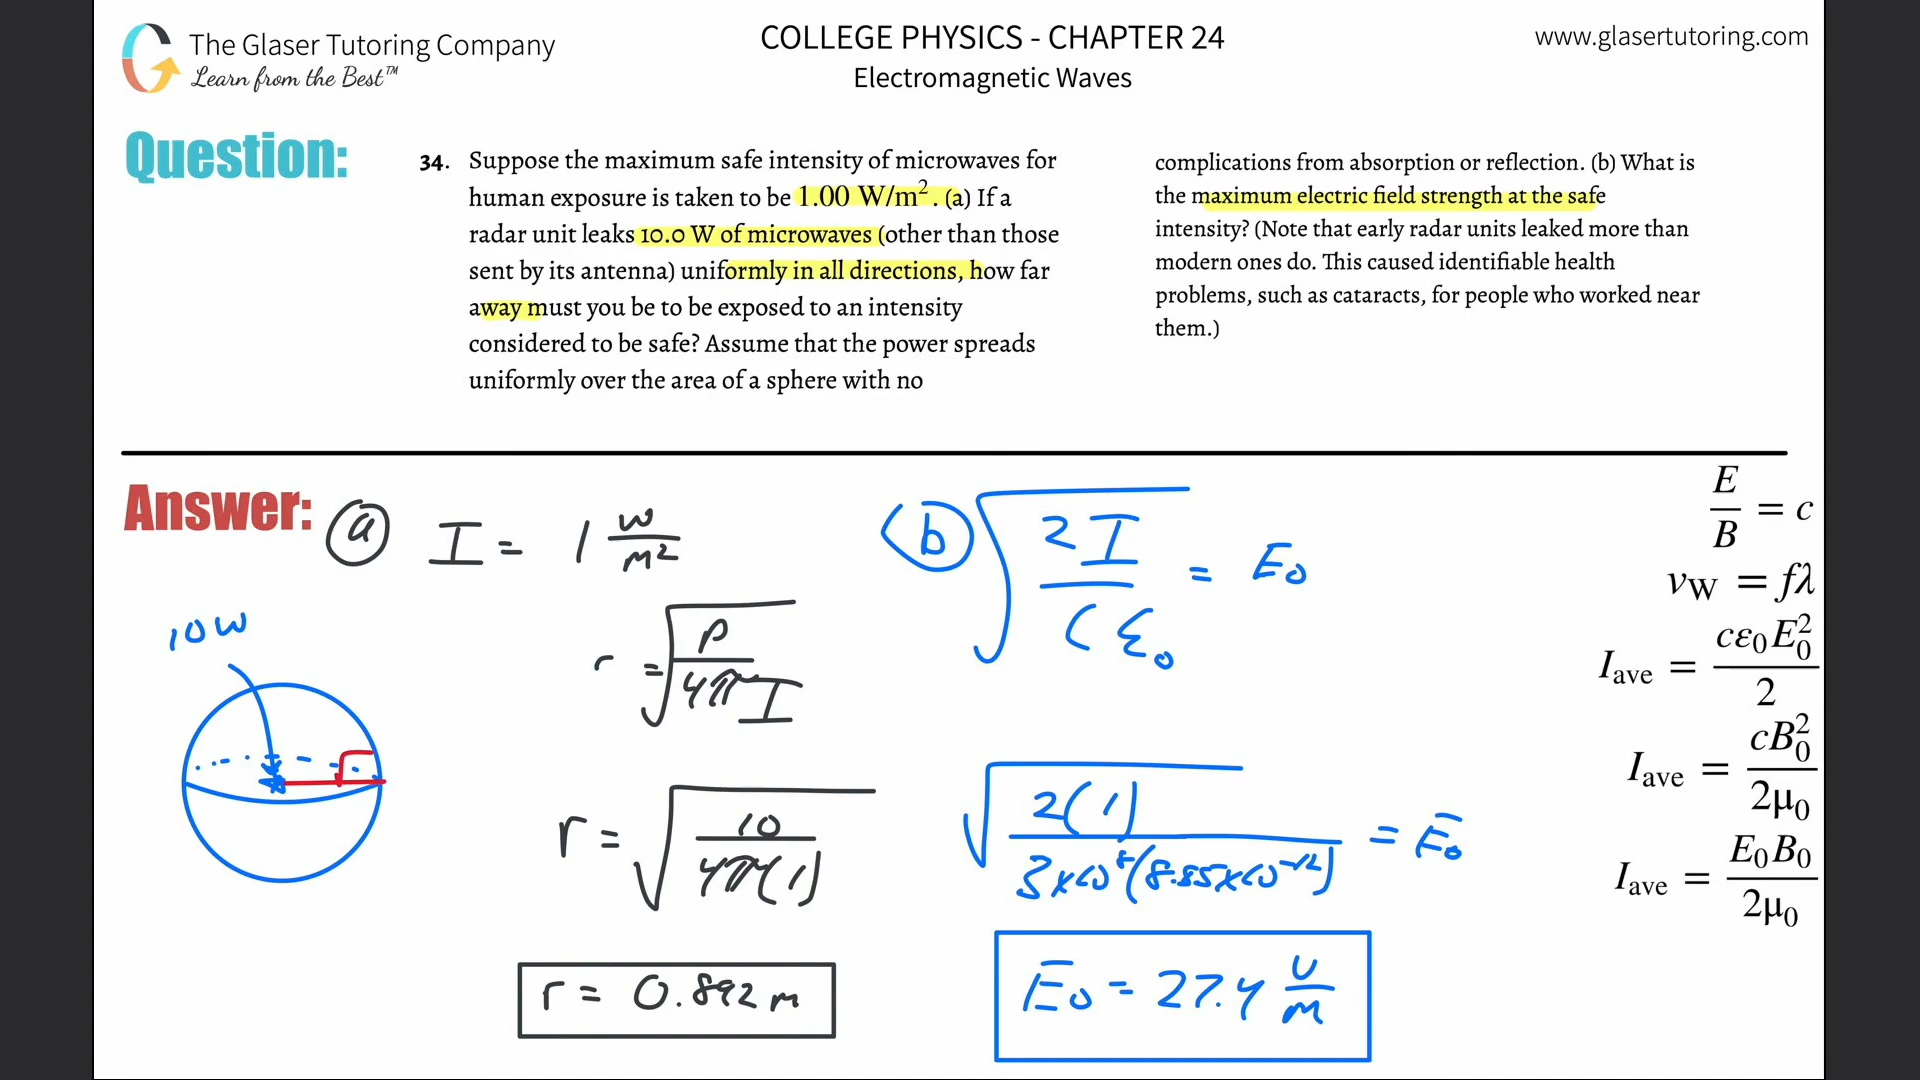 The Glaser Tutoring Company
Learn from the Best™
COLLEGE PHYSICS - CHAPTER 24
Electromagnetic Waves
www.glasertutoring.com
Question:
34. Suppose the maximum safe intensity of microwaves for
human exposure is taken to be 1.00 W/m². (a) If a
radar unit leaks 10.0 W of microwaves (other than those
sent by its antenna) uniformly in all directions, how far
away must you be to be exposed to an intensity
considered to be safe? Assume that the power spreads
uniformly over the area of a sphere with no
complications from absorption or reflection. (b) What is
the maximum electric field strength at the safe
intensity? (Note that early radar units leaked more than
modern ones do. This caused identifiable health
problems, such as cataracts, for people who worked near
them.)
Answer:
(a) I = 1 W/m²
10W
r = √(P/4πI)
r = √(10/4π(1))
r = 0.892 m
(b) √(2I/Cε₀) = E₀
√(2(1)/3×10⁸(8.85×10⁻¹²)) = E₀
E₀ = 27.4 V/m
E/B = c
v_W = fλ
I_ave = cε₀E₀²/2
I_ave = cB₀²/2μ₀
I_ave = E₀B₀/2μ₀